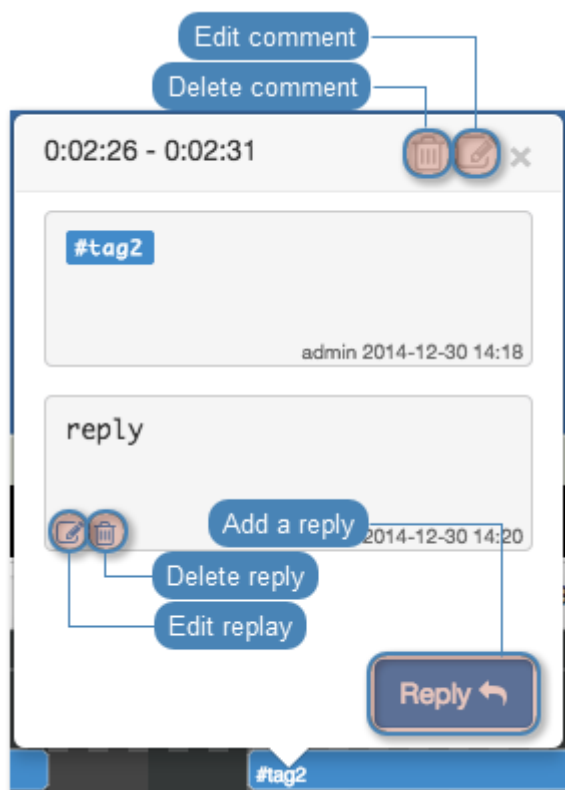 Edit comment
Delete comment
0:02:26 - 0:02:31
#tag2
admin 2014-12-30 14:18
reply
Add a reply
2014-12-30 14:20
Delete reply
Edit replay
Reply
#tag2